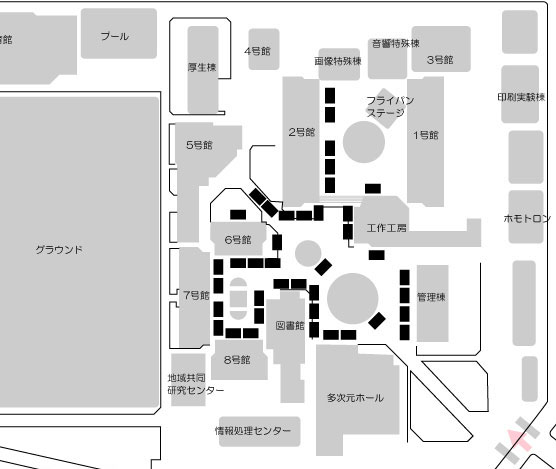 館
プール
厚生棟
4号館
画像特殊棟
音響特殊棟
3号館
印刷実験棟
フライパン
ステージ
2号館
1号館
5号館
ホモトロン
工作工房
6号館
グラウンド
7号館
管理棟
図書館
8号館
地域共同
研究センター
多次元ホール
情報処理センター